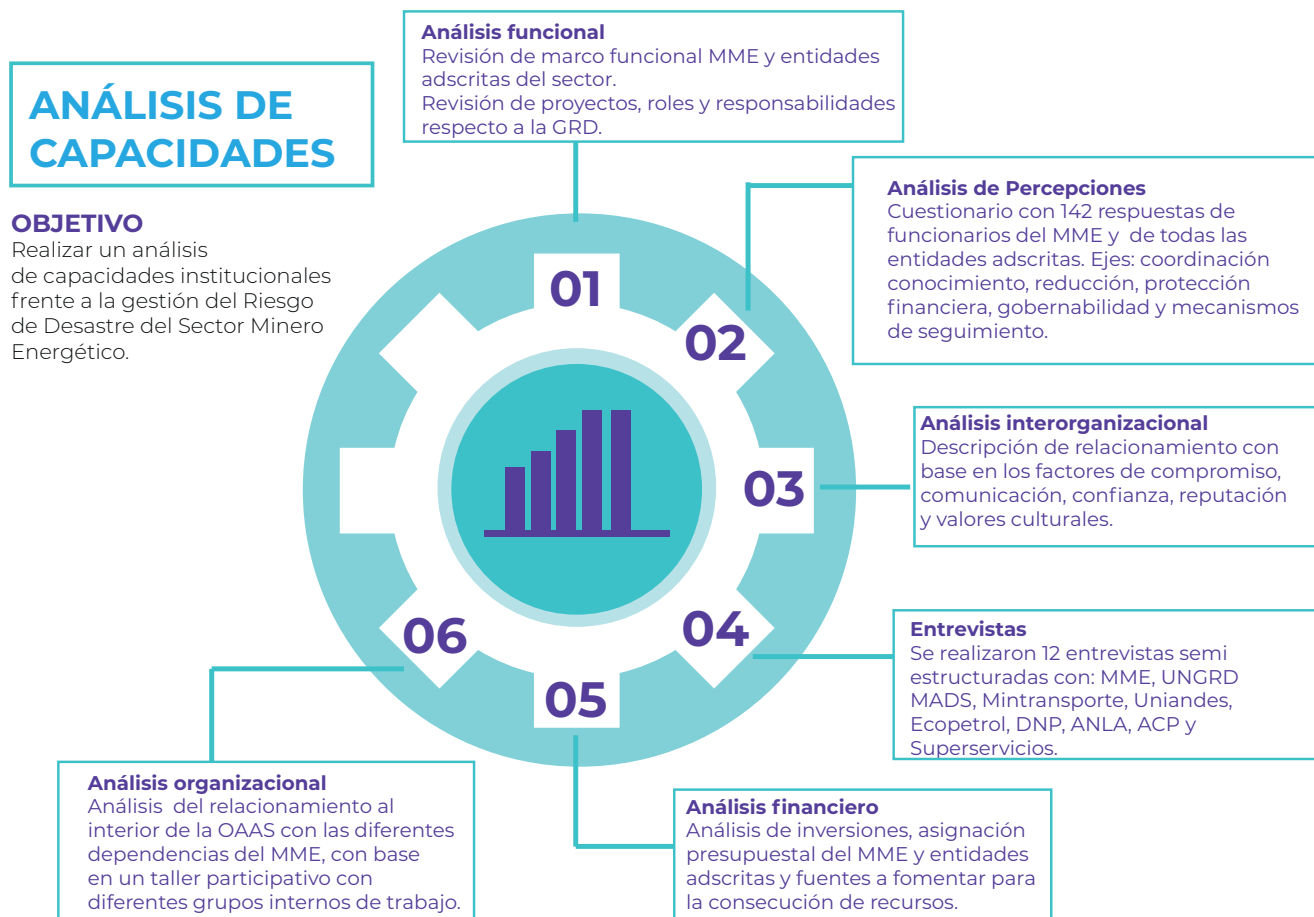 ANÁLISIS DE
CAPACIDADES
OBJETIVO
Realizar un análisis
de capacidades institucionales
frente a la gestión del Riesgo
de Desastre del Sector Minero
Energético.
Análisis funcional
Revisión de marco funcional MME y entidades
adscritas del sector.
Revisión de proyectos, roles y responsabilidades
respecto a la GRD.
01
Análisis de Percepciones
Cuestionario con 142 respuestas de
funcionarios del MME y de todas las
entidades adscritas. Ejes: coordinación
conocimiento, reducción, protección
financiera, gobernabilidad y mecanismos
de seguimiento.
02
Análisis interorganizacional
Descripción de relacionamiento con
base en los factores de compromiso,
comunicación, confianza, reputación
y valores culturales.
03
Entrevistas
Se realizaron 12 entrevistas semi
estructuradas con: MME, UNGRD
MADS, Mintransporte, Uniandes,
Ecopetrol, DNP, ANLA, ACP y
Superservicios.
04
Análisis financiero
Análisis de inversiones, asignación
presupuestal del MME y entidades
adscritas y fuentes a fomentar para
la consecución de recursos.
05
Análisis organizacional
Análisis del relacionamiento al
interior de la OAAS con las diferentes
dependencias del MME, con base
en un taller participativo con
diferentes grupos internos de trabajo.
06